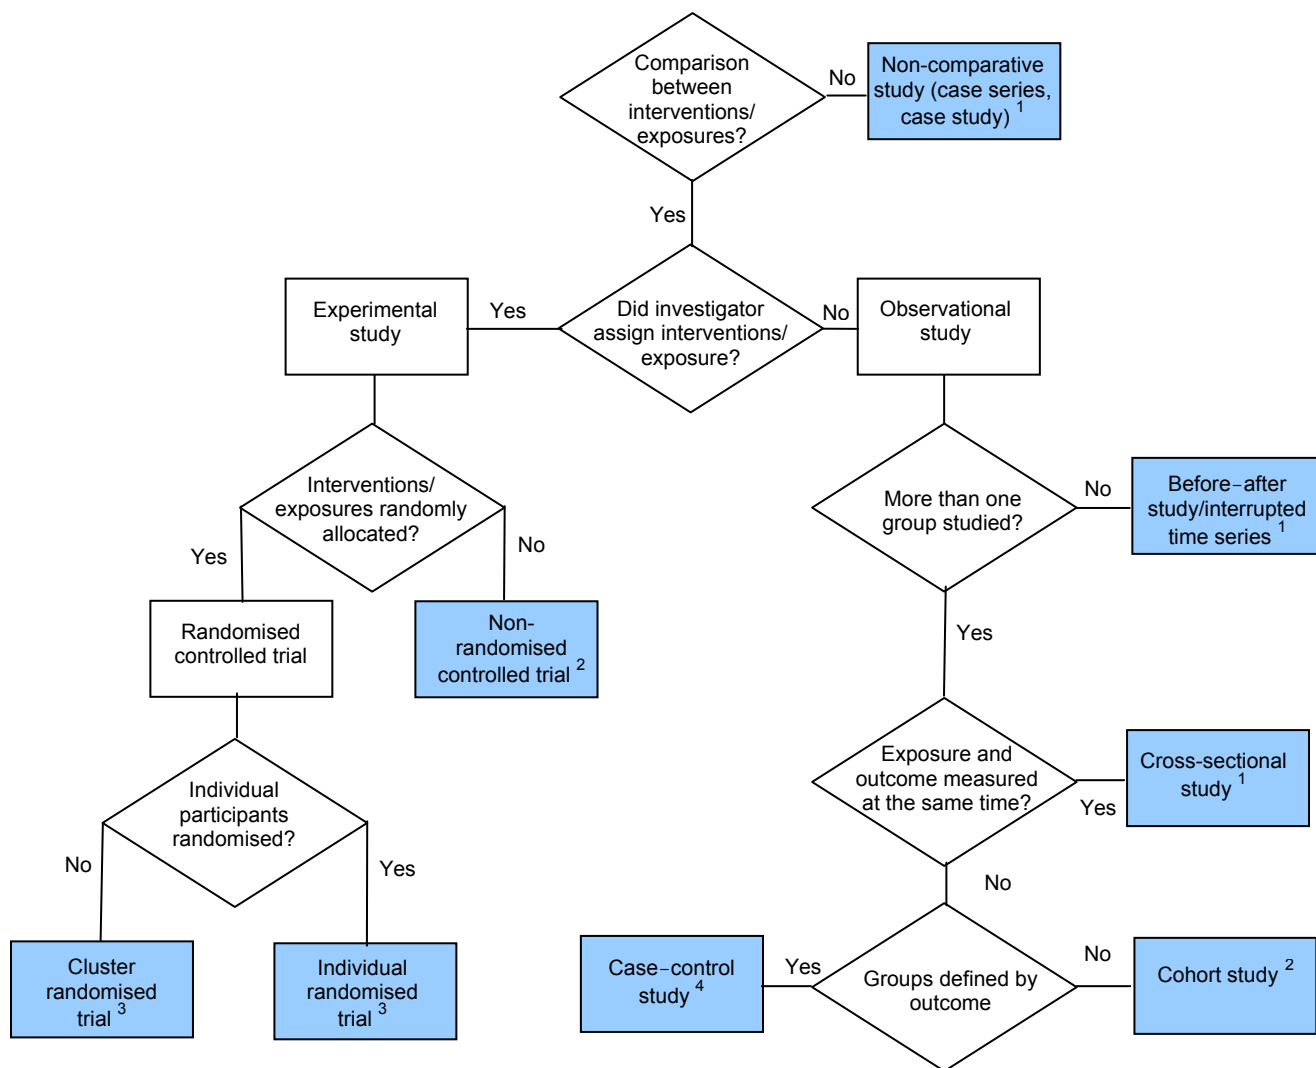 Comparison
between
interventions/
exposures?
No
Non-comparative
study (case series,
case study) 1
Yes
Experimental
study
Yes
Did investigator
assign interventions/
exposure?
No
Observational
study
Interventions/
exposures randomly
allocated?
Yes
No
More than one
group studied?
No
Before–after
study/interrupted
time series 1
Randomised
controlled trial
Non-
randomised
controlled trial 2
Yes
Individual
participants
randomised?
No
Yes
Exposure and
outcome measured
at the same time?
Yes
Cross-sectional
study 1
No
Cluster
randomised
trial 3
Individual
randomised
trial 3
Case–control
study 4
Yes
Groups defined by
outcome
No
Cohort study 2